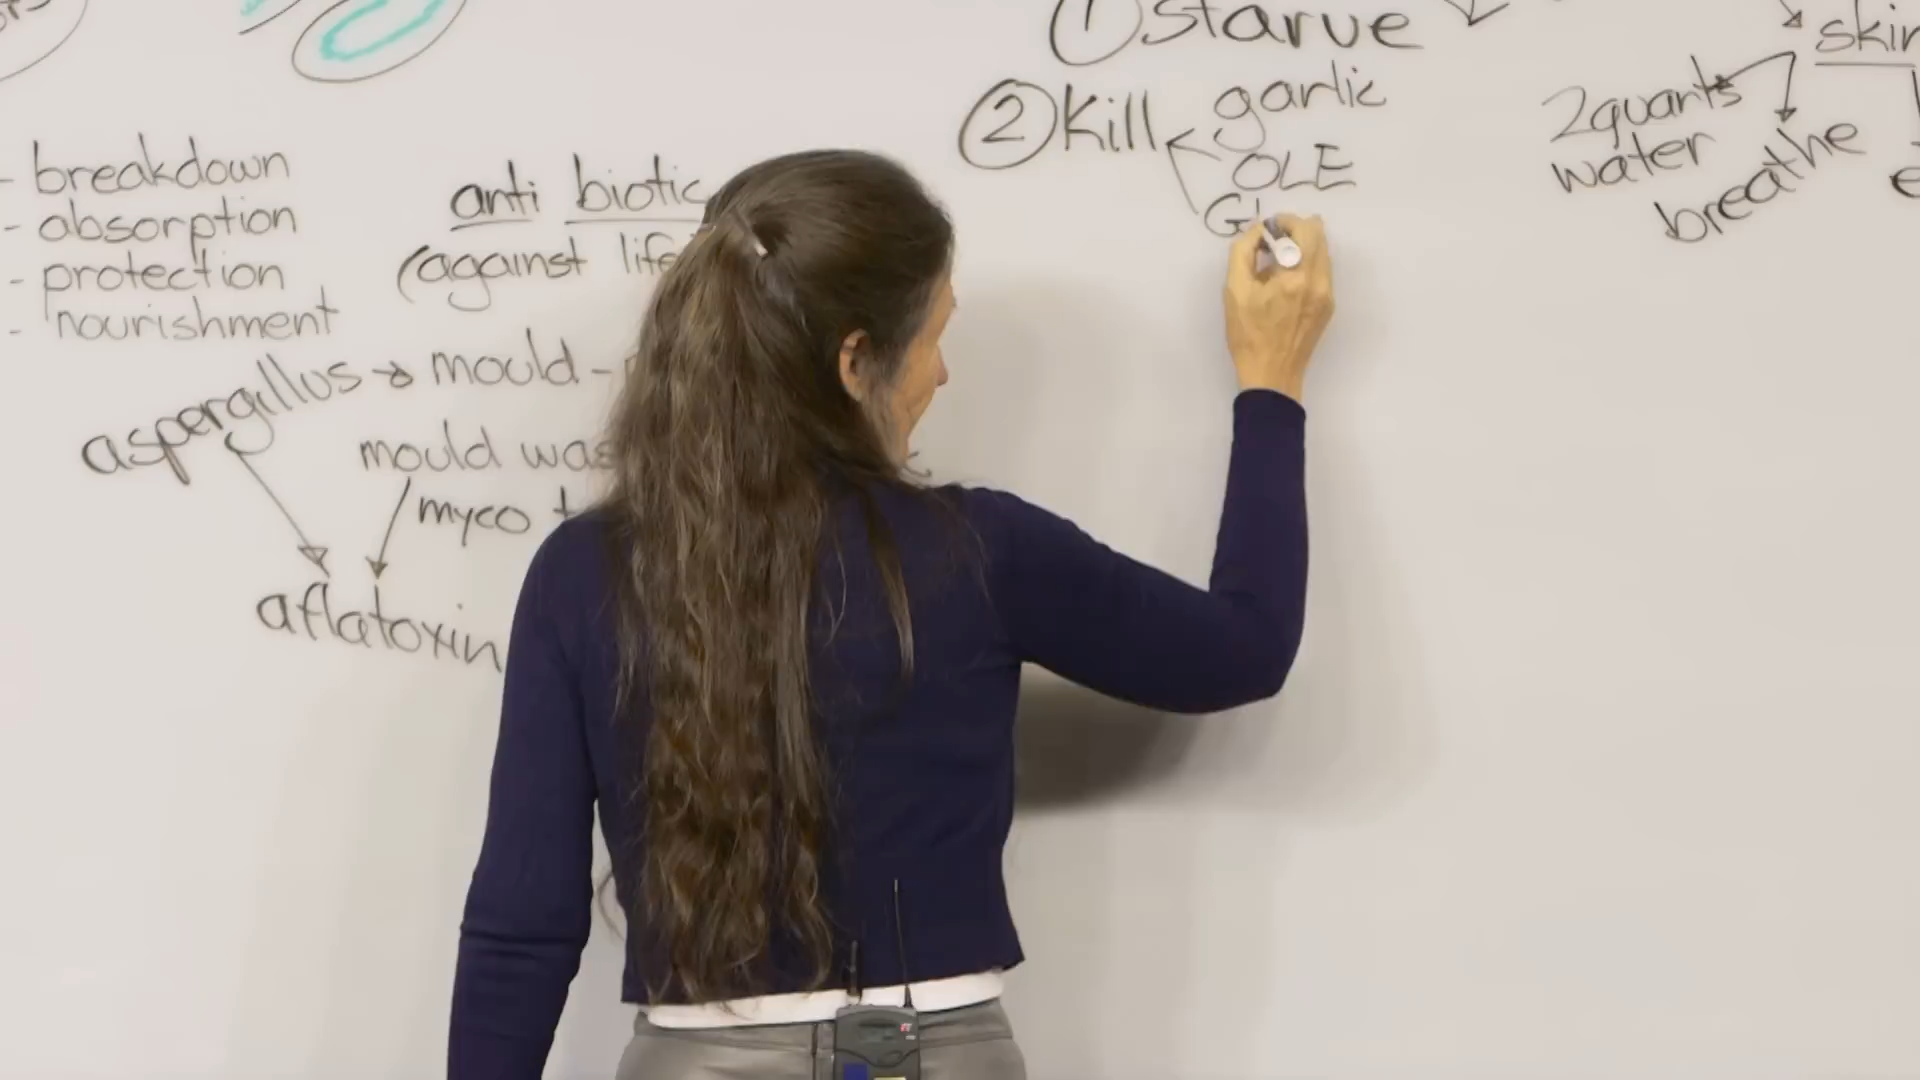 ① starve
② Kill
garlic
OLE
skin
2 quarts
water
breathe
- breakdown
- absorption
- protection
- nourishment
anti biotic
(against life
aspergillus → mould -
mould was
myco
aflatoxin